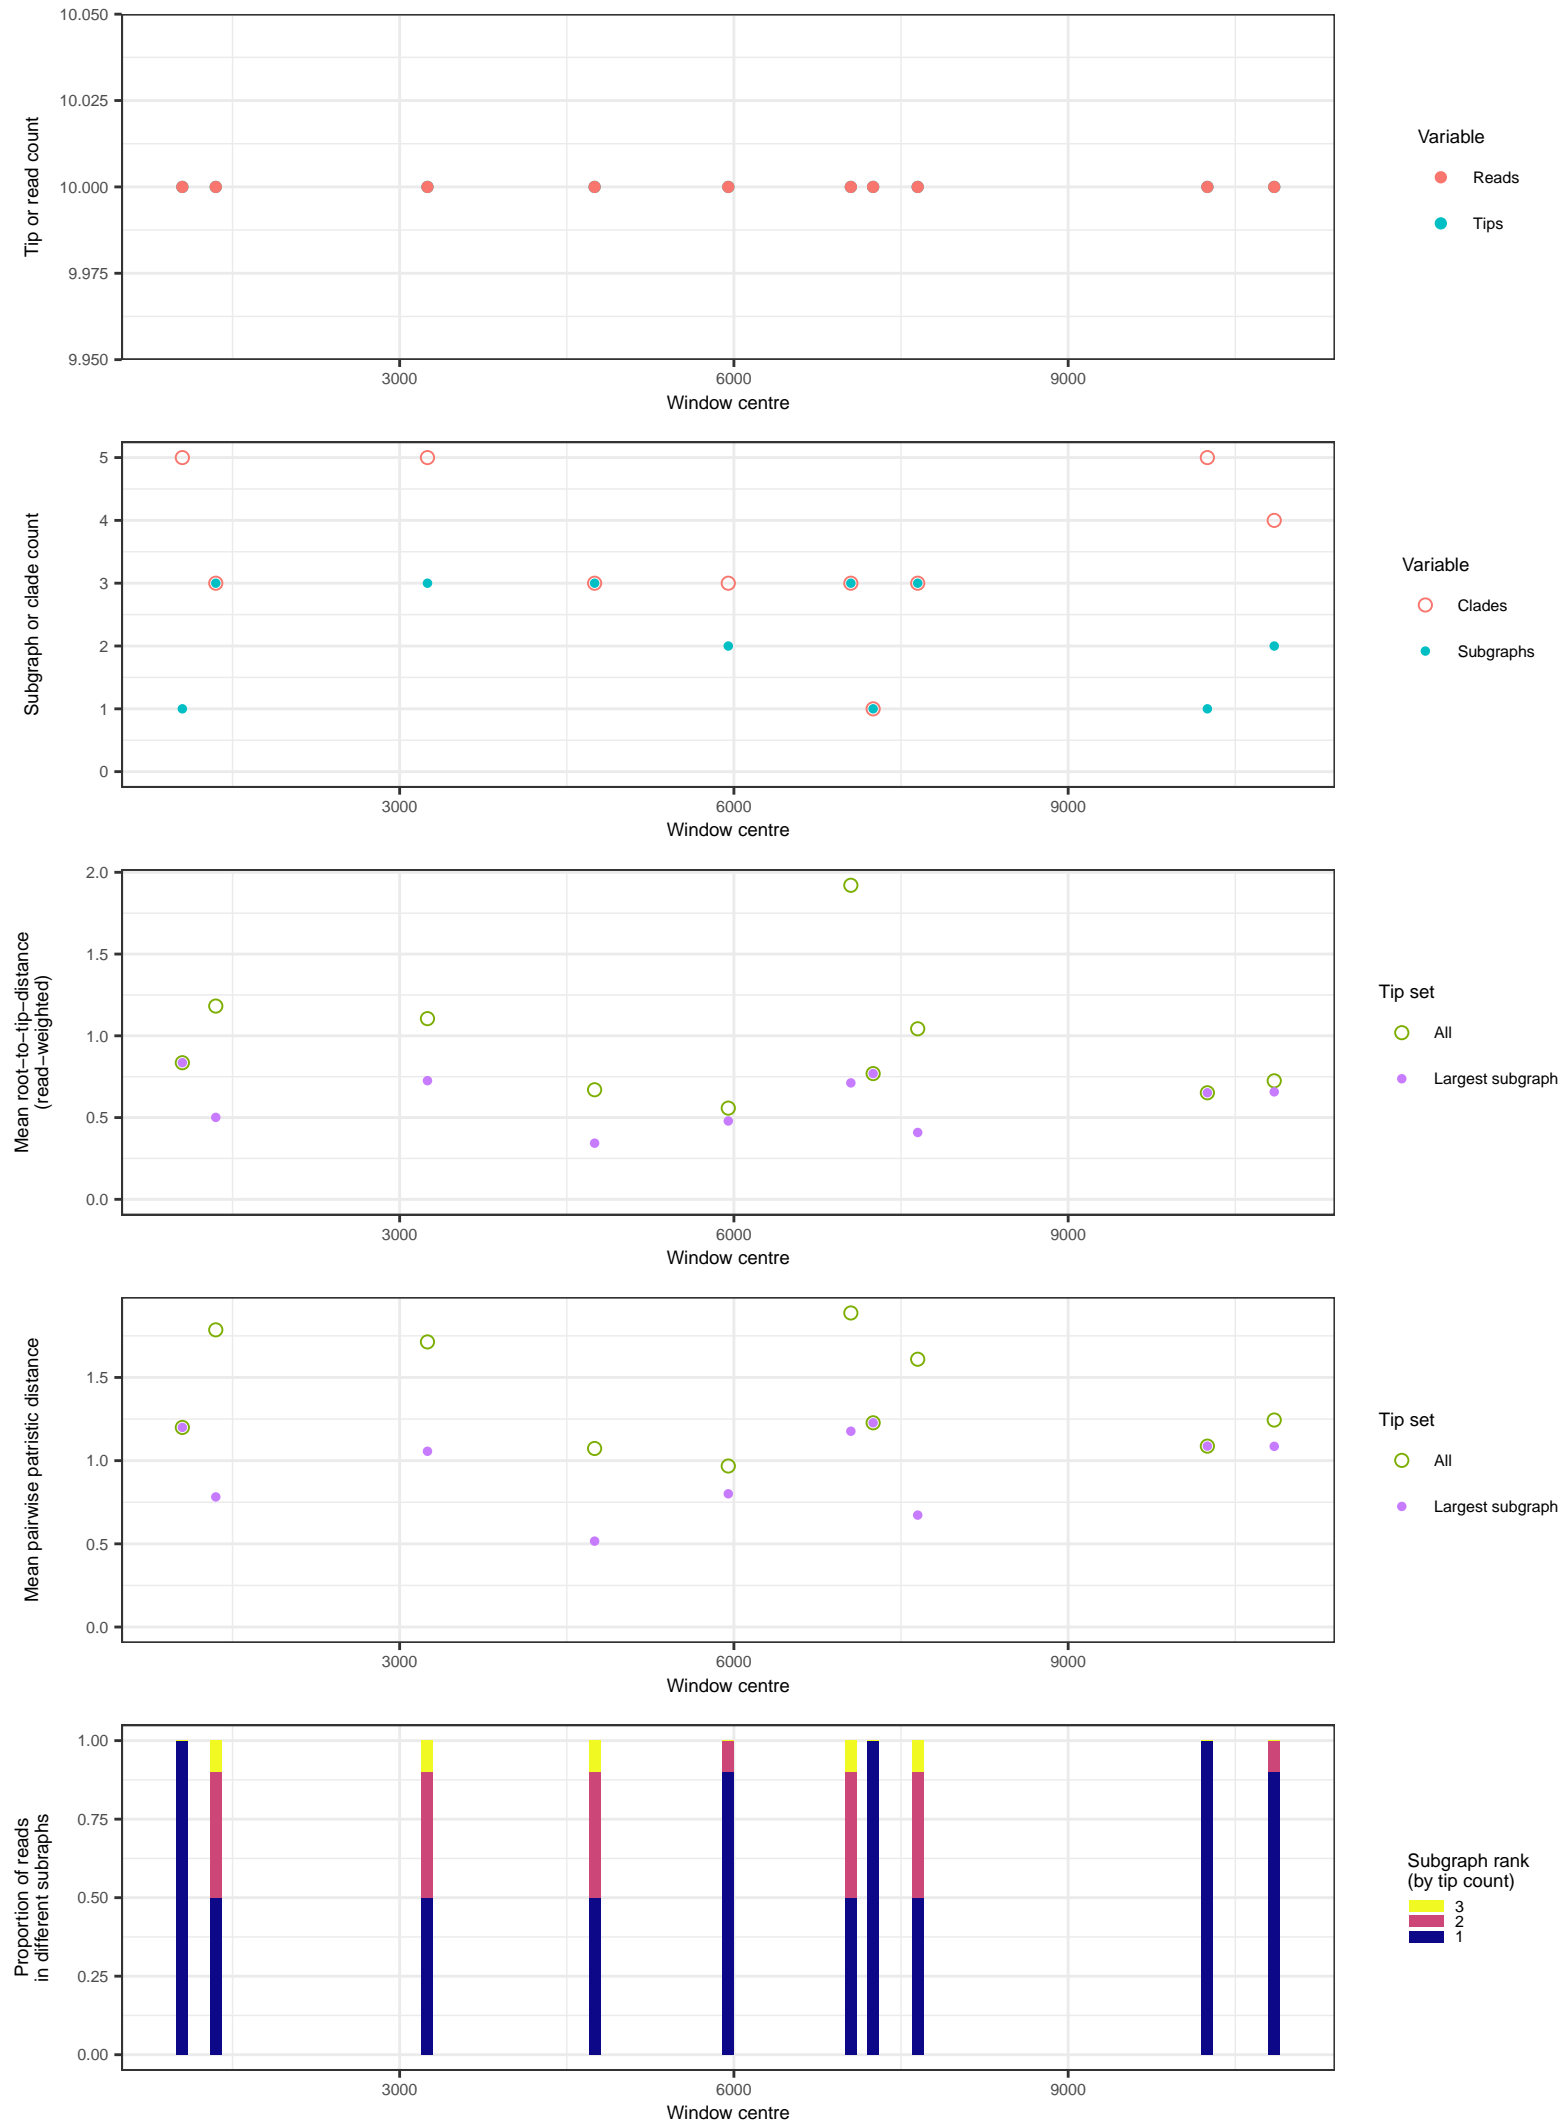 10.050
10.025
10.000
9.975
9.950
Tip or read count
3000 6000 9000
Window centre
Variable
Reads
Tips
5
4
3
2
1
0
Subgraph or clade count
3000 6000 9000
Window centre
Variable
Clades
Subgraphs
2.0
1.5
1.0
0.5
0.0
Mean root−to−tip−distance
(read−weighted)
3000 6000 9000
Window centre
Tip set
All
Largest subgraph
1.5
1.0
0.5
0.0
Mean pairwise patristic distance
3000 6000 9000
Window centre
Tip set
All
Largest subgraph
1.00
0.75
0.50
0.25
0.00
Proportion of reads
in different subraphs
3000 6000 9000
Window centre
Subgraph rank
(by tip count)
3
2
1